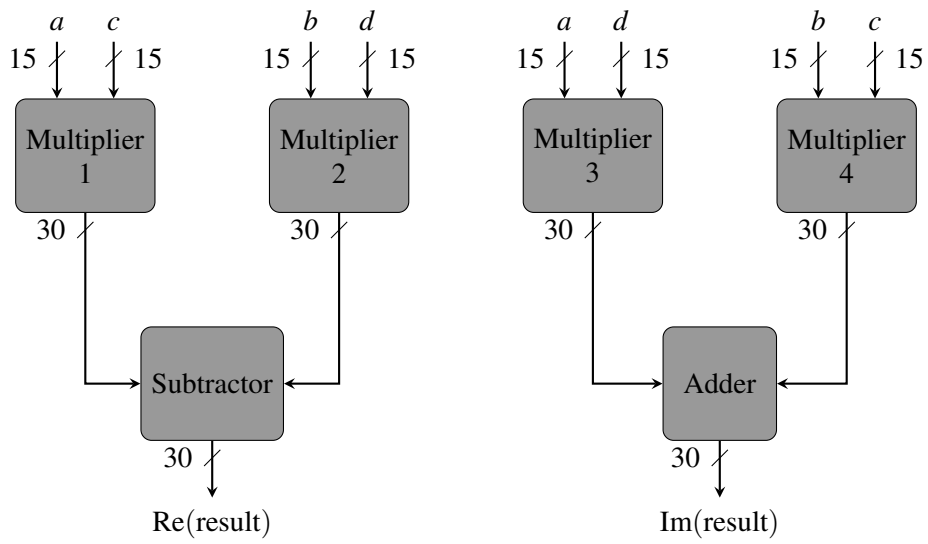 a c b d a d b c
15 15 15 15 15 15 15 15
Multiplier Multiplier Multiplier Multiplier
1 2 3 4
30 30 30 30
Subtractor Adder
30 30
Re(result) Im(result)